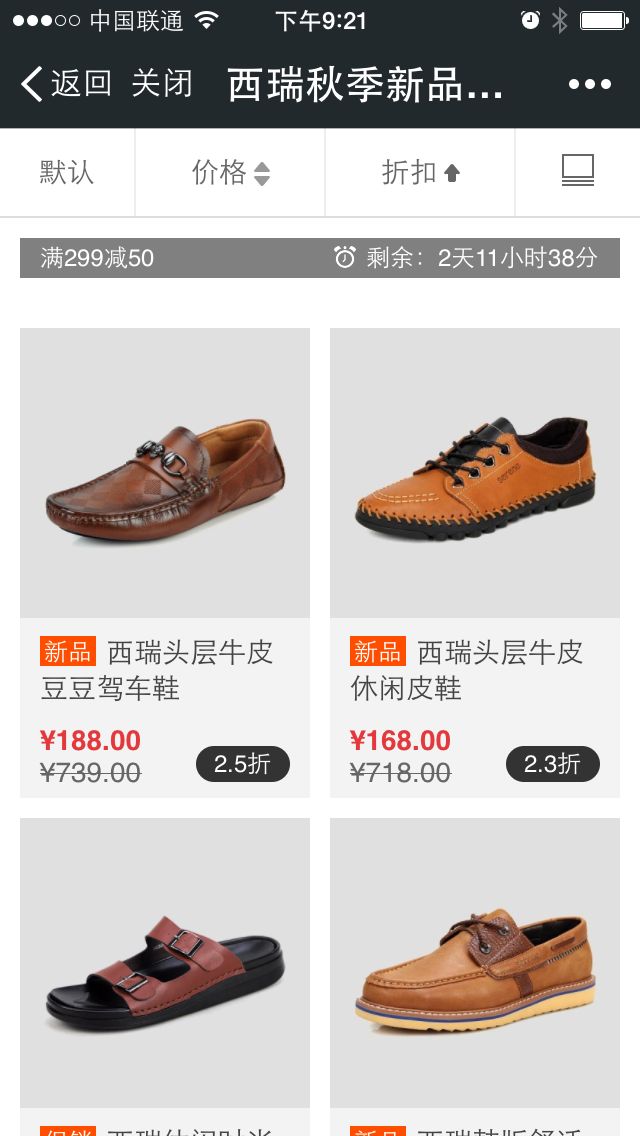 中国联通
下午9:21
返回 关闭 西瑞秋季新品...
默认 价格 折扣
满299减50 剩余：2天11小时38分
新品 西瑞头层牛皮
豆豆驾车鞋
¥188.00
¥739.00
2.5折
新品 西瑞头层牛皮
休闲皮鞋
¥168.00
¥718.00
2.3折